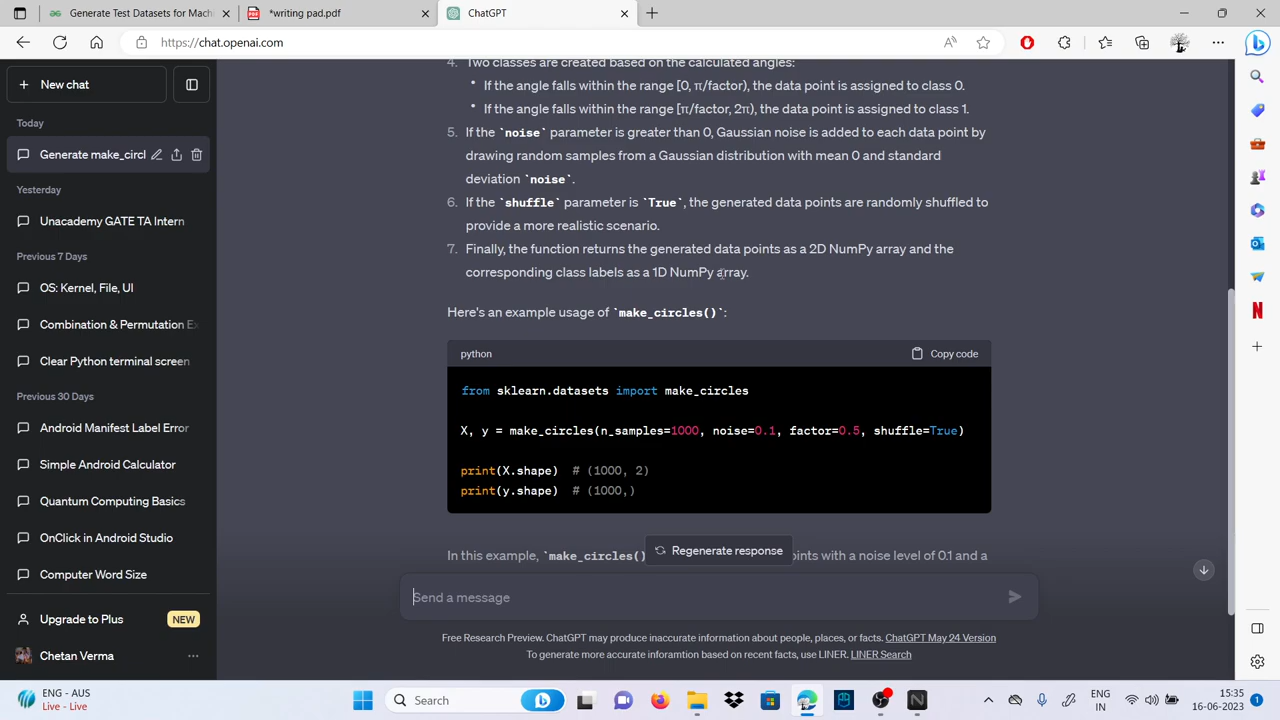 Generate Test Datasets for Mach
*writing pad.pdf
ChatGPT
https://chat.openai.com
New chat
Today
Generate make_circl
Yesterday
Unacademy GATE TA Intern
Previous 7 Days
OS: Kernel, File, UI
Combination & Permutation Ex
Clear Python terminal screen
Previous 30 Days
Android Manifest Label Error
Simple Android Calculator
Quantum Computing Basics
OnClick in Android Studio
Computer Word Size
Upgrade to Plus NEW
Chetan Verma
4. Two classes are created based on the calculated angles:
• If the angle falls within the range [0, π/factor), the data point is assigned to class 0.
• If the angle falls within the range [π/factor, 2π), the data point is assigned to class 1.
5. If the `noise` parameter is greater than 0, Gaussian noise is added to each data point by
drawing random samples from a Gaussian distribution with mean 0 and standard
deviation `noise`.
6. If the `shuffle` parameter is `True`, the generated data points are randomly shuffled to
provide a more realistic scenario.
7. Finally, the function returns the generated data points as a 2D NumPy array and the
corresponding class labels as a 1D NumPy array.
Here's an example usage of `make_circles()`:
python Copy code
from sklearn.datasets import make_circles
X, y = make_circles(n_samples=1000, noise=0.1, factor=0.5, shuffle=True)
print(X.shape) # (1000, 2)
print(y.shape) # (1000,)
In this example, `make_circles() oints with a noise level of 0.1 and a
Regenerate response
Send a message
Free Research Preview. ChatGPT may produce inaccurate information about people, places, or facts. ChatGPT May 24 Version
To generate more accurate inforamtion based on recent facts, use LINER. LINER Search
ENG - AUS
Live - Live
Search
ENG
IN
15:35
16-06-2023
1